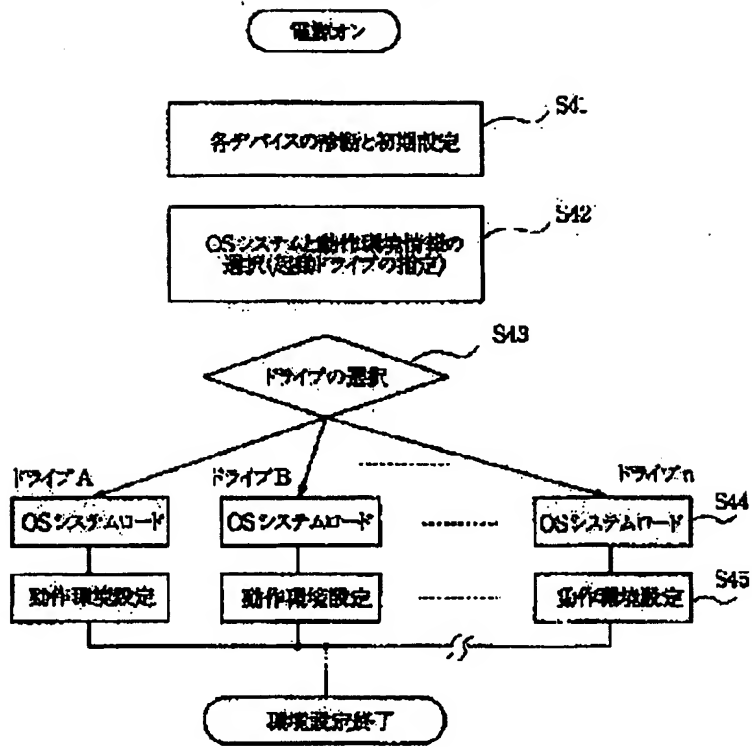 電源オン
S41
各デバイスの診断と初期設定
S42
OSシステムと動作環境情報の
選択(起動ドライブの指定)
S43
ドライブの選択
ドライブA
ドライブB
ドライブn
OSシステムロード
OSシステムロード
OSシステムロード
S44
動作環境設定
動作環境設定
動作環境設定
S45
環境設定終了